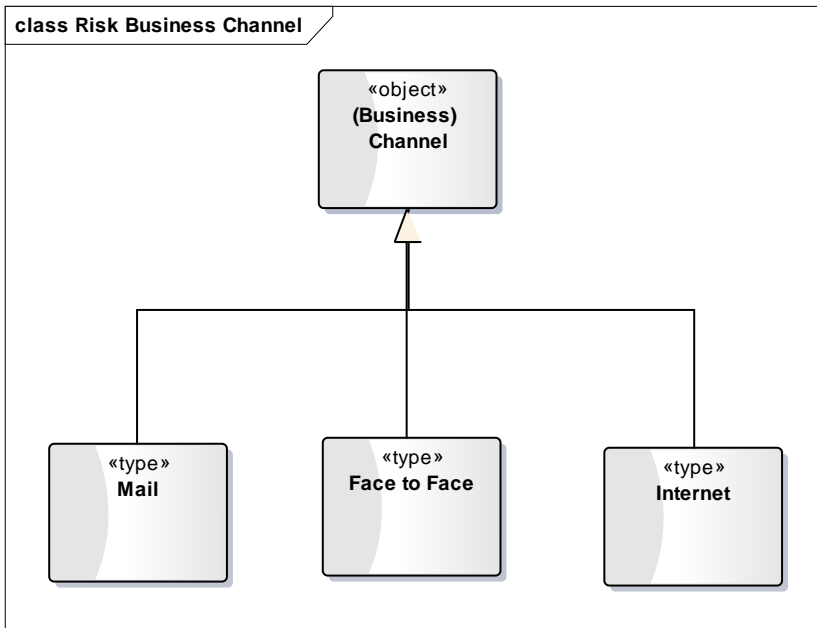 class Risk Business Channel
«object»
(Business)
Channel
«type»
Mail
«type»
Face to Face
«type»
Internet